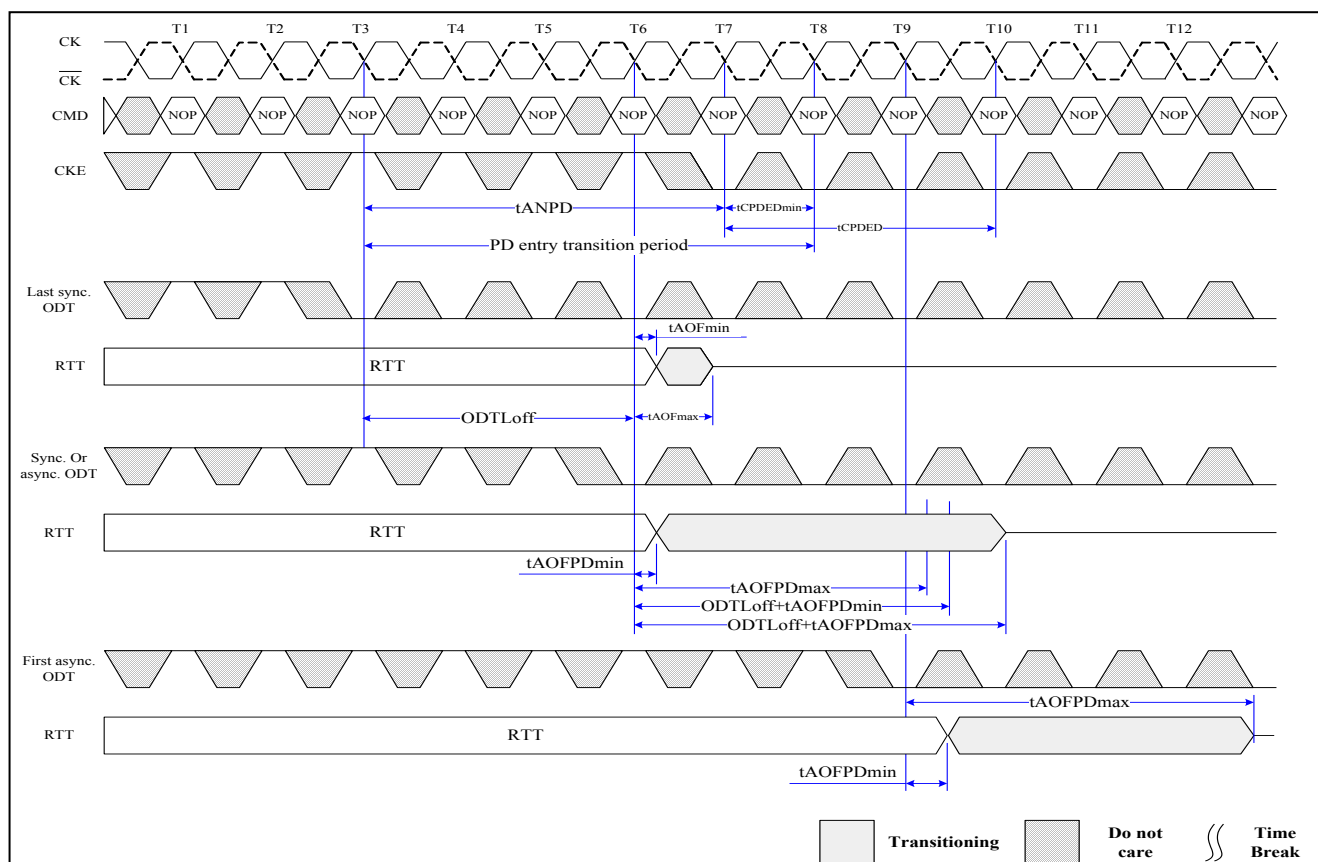 CK T1 T2 T3 T4 T5 T6 T7 T8 T9 T10 T11 T12
CK
CMD NOP NOP NOP NOP NOP NOP NOP NOP NOP NOP NOP NOP NOP
CKE
tANPD tCPDEDmin
tCPDED
PD entry transition period
Last sync.
ODT
tAOFmin
RTT RTT
ODTLoff tAOFmax
Sync. Or
async. ODT
RTT RTT
tAOFPDmin
tAOFPDmax
ODTLoff+tAOFPDmin
ODTLoff+tAOFPDmax
First async.
ODT
tAOFPDmax
RTT RTT
tAOFPDmin
Transitioning
Do not
care
Time
Break